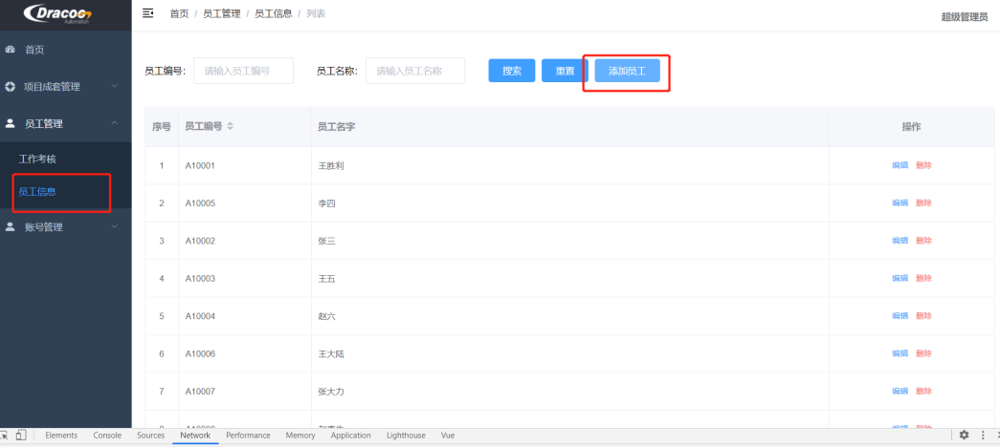 Dracoo
Automation
首页 / 员工管理 / 员工信息 / 列表
超级管理员
首页
项目成套管理
员工管理
工作考核
员工信息
账号管理
员工编号: 请输入员工编号 员工名称: 请输入员工名称 搜索 重置 添加员工
序号 员工编号 员工名字 操作
1 A10001 王胜利 编辑 删除
2 A10005 李四 编辑 删除
3 A10002 张三 编辑 删除
4 A10003 王五 编辑 删除
5 A10004 赵六 编辑 删除
6 A10006 王大陆 编辑 删除
7 A10007 张大力 编辑 删除
Elements Console Sources Network Performance Memory Application Lighthouse Vue